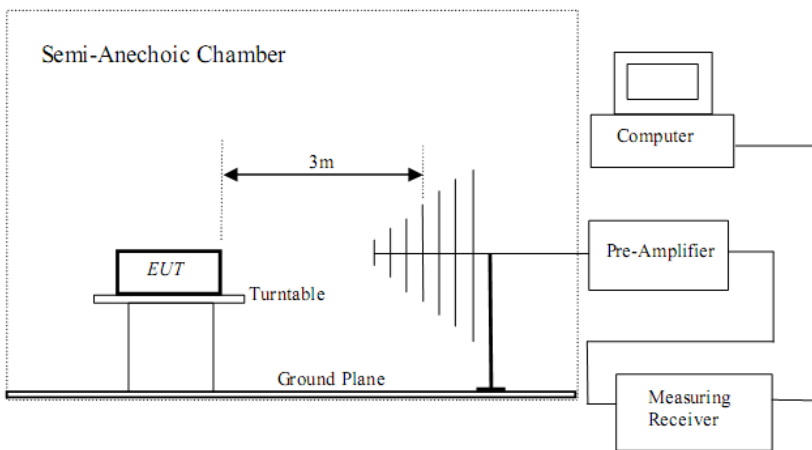 Semi-Anechoic Chamber
Computer
3m
Pre-Amplifier
EUT
Turntable
Ground Plane
Measuring
Receiver